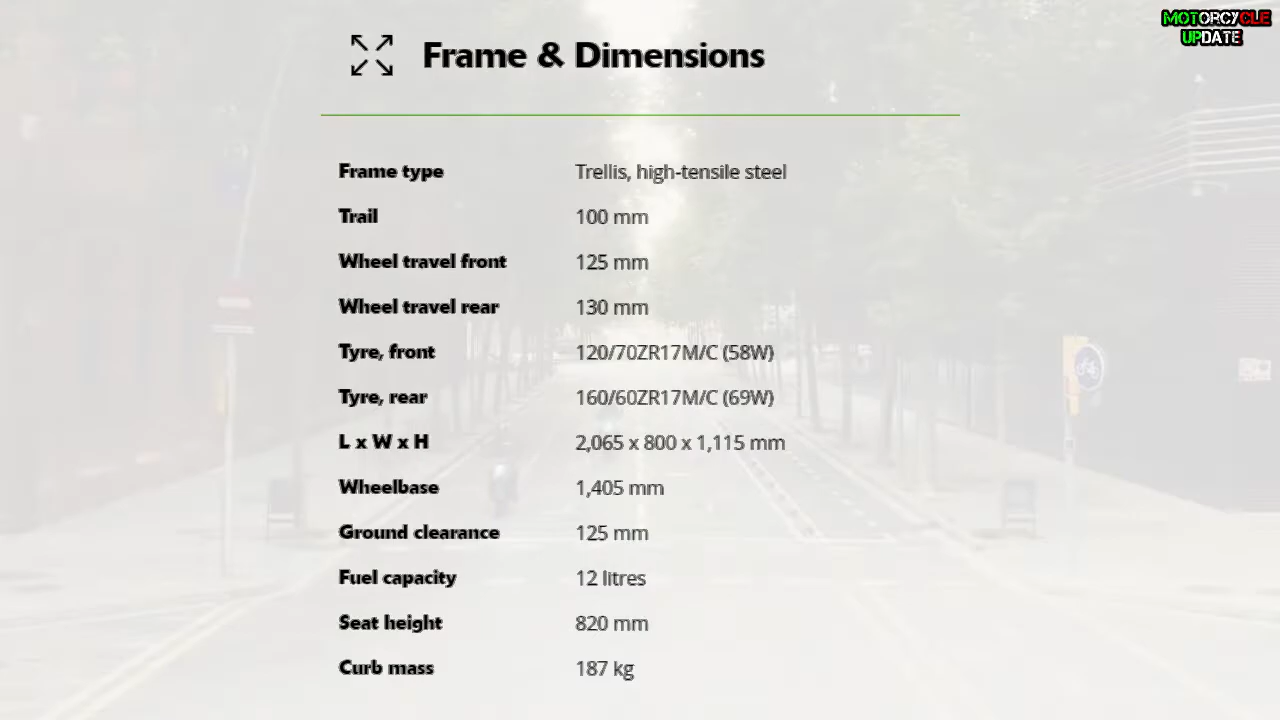 MOTORCYCLE
UPDATE
Frame & Dimensions
Frame type Trellis, high-tensile steel
Trail 100 mm
Wheel travel front 125 mm
Wheel travel rear 130 mm
Tyre, front 120/70ZR17M/C (58W)
Tyre, rear 160/60ZR17M/C (69W)
L x W x H 2,065 x 800 x 1,115 mm
Wheelbase 1,405 mm
Ground clearance 125 mm
Fuel capacity 12 litres
Seat height 820 mm
Curb mass 187 kg